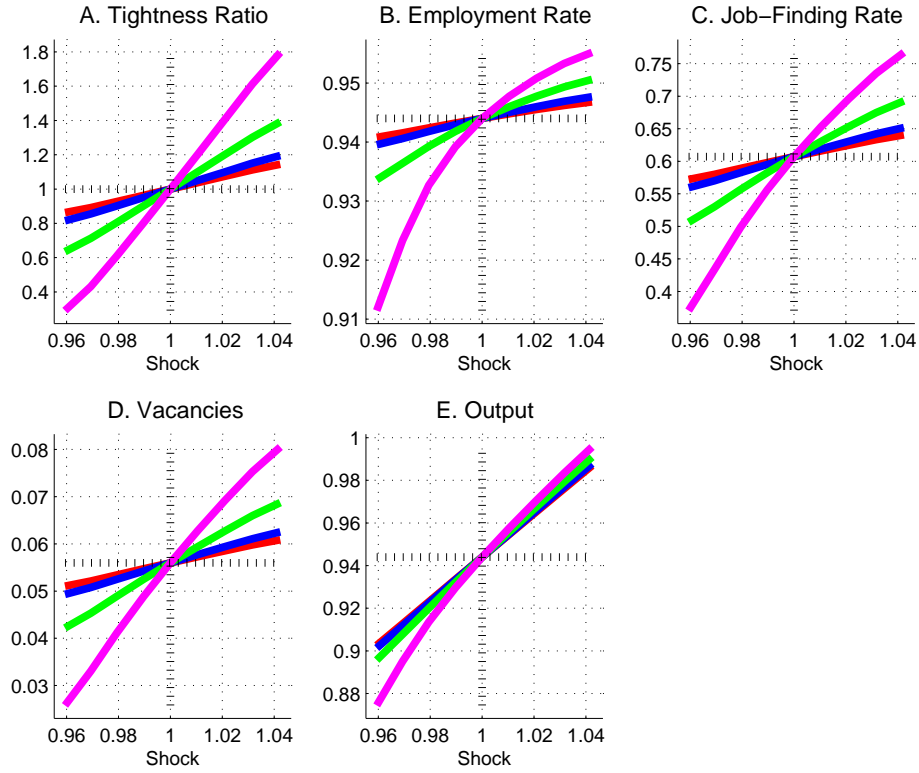 A. Tightness Ratio
1.8
1.6
1.4
1.2
1
0.8
0.6
0.4
0.96 0.98 1 1.02 1.04
Shock
B. Employment Rate
0.95
0.94
0.93
0.92
0.91
0.96 0.98 1 1.02 1.04
Shock
C. Job−Finding Rate
0.75
0.7
0.65
0.6
0.55
0.5
0.45
0.4
0.96 0.98 1 1.02 1.04
Shock
D. Vacancies
0.08
0.07
0.06
0.05
0.04
0.03
0.96 0.98 1 1.02 1.04
Shock
E. Output
1
0.98
0.96
0.94
0.92
0.9
0.88
0.96 0.98 1 1.02 1.04
Shock